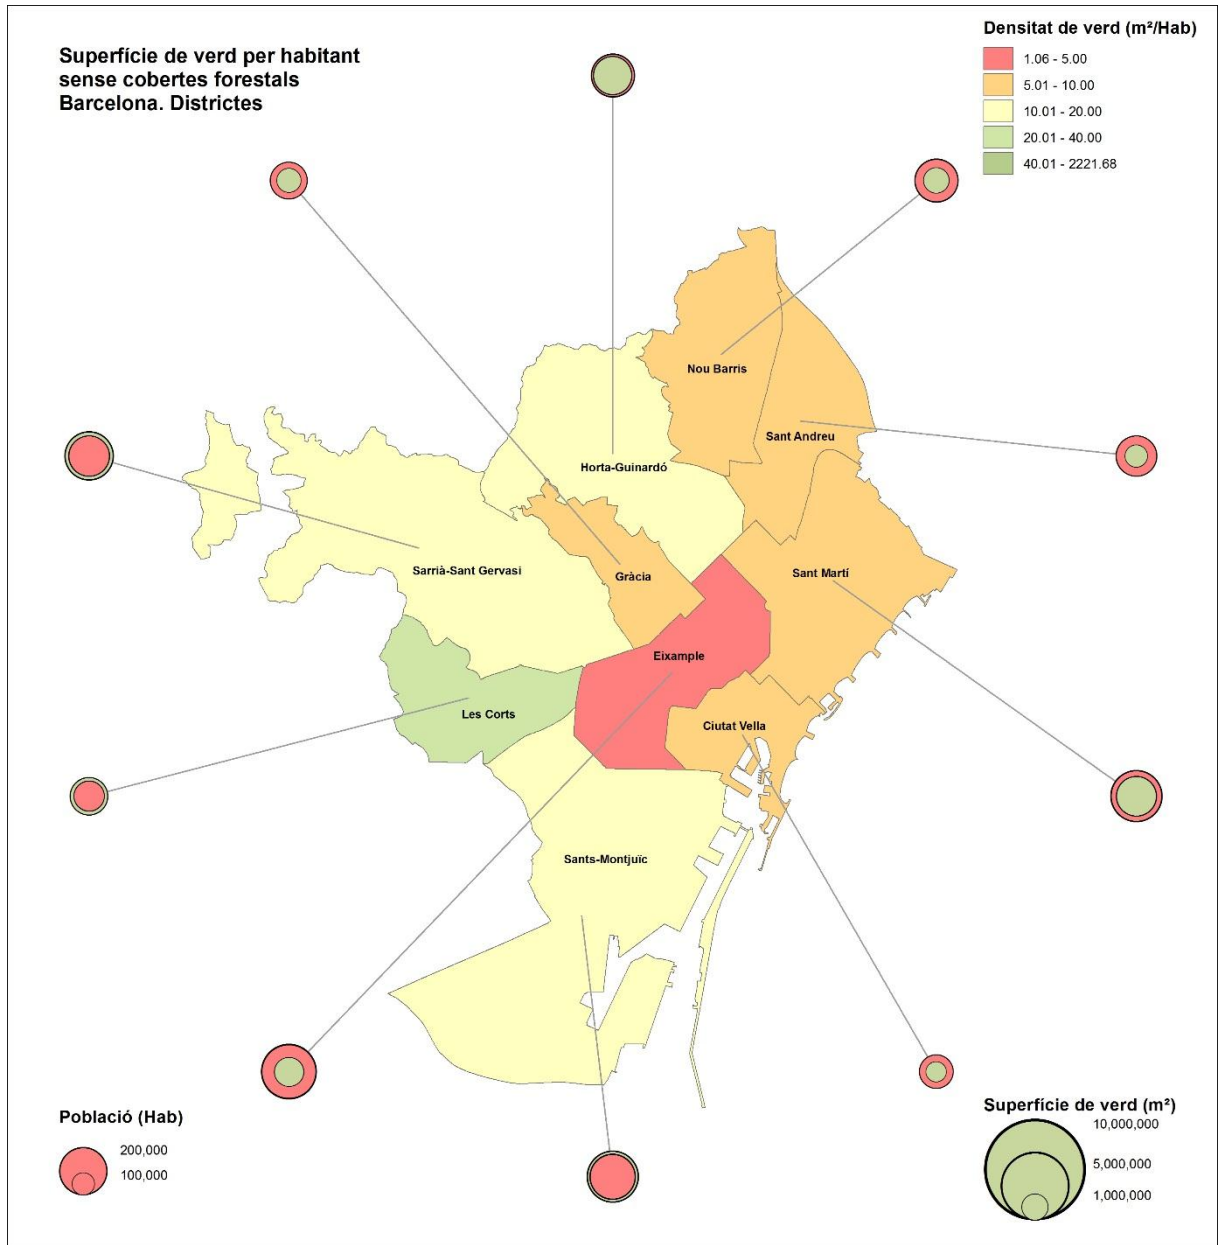 Superfície de verd per habitant
sense cobertes forestals
Barcelona. Districtes
Densitat de verd (m²/Hab)
1.06 - 5.00
5.01 - 10.00
10.01 - 20.00
20.01 - 40.00
40.01 - 2221.68
Nou Barris
Sant Andreu
Horta-Guinardó
Sarrià-Sant Gervasi
Gràcia
Sant Martí
Eixample
Les Corts
Ciutat Vella
Sants-Montjuïc
Població (Hab)
200,000
100,000
Superfície de verd (m²)
10,000,000
5,000,000
1,000,000